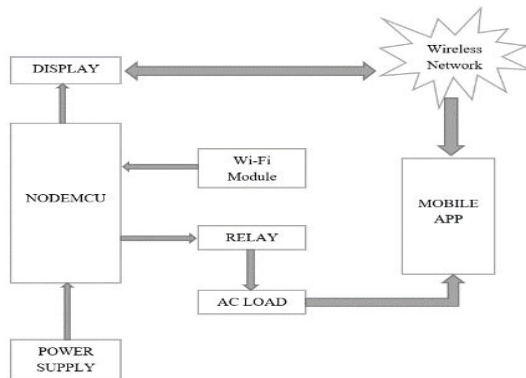 Wireless
Network
DISPLAY
Wi-Fi
Module
NODEMCU
MOBILE
APP
RELAY
AC LOAD
POWER
SUPPLY